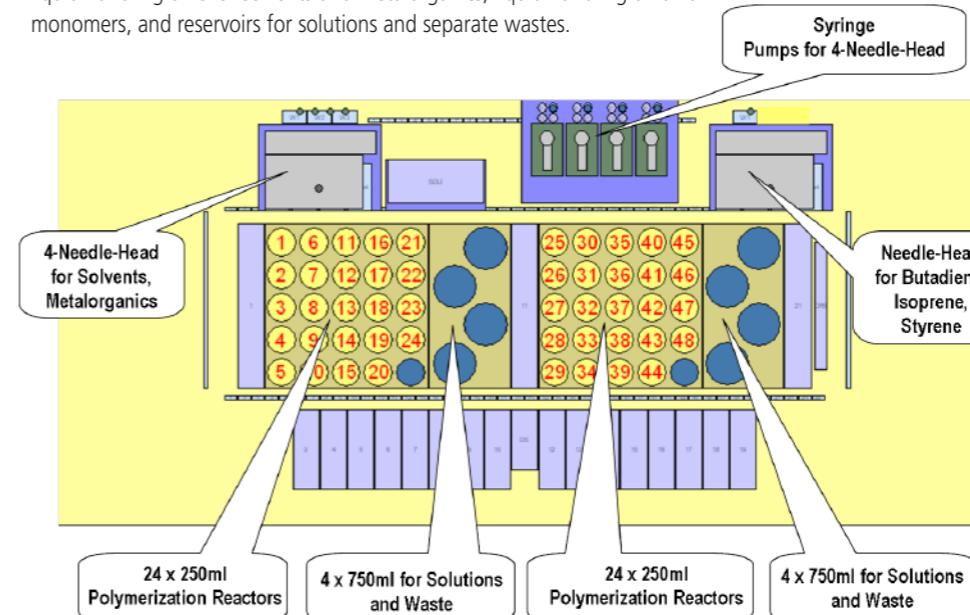 monomers, and reservoirs for solutions and separate wastes.
Syringe
Pumps for 4-Needle-Head
4-Needle-Head
for Solvents,
Metalorganics
Needle-Hea
for Butadien
Isoprene,
Styrene
1 6 11 16 21
2 7 12 17 22
3 8 13 18 23
4 9 14 19 24
5 15 20
25 30 35 40 45
26 31 36 41 46
27 32 37 42 47
28 33 38 43 48
29 34 39 44
24 x 250ml
Polymerization Reactors
4 x 750ml for Solutions
and Waste
24 x 250ml
Polymerization Reactors
4 x 750ml for Solutions
and Waste